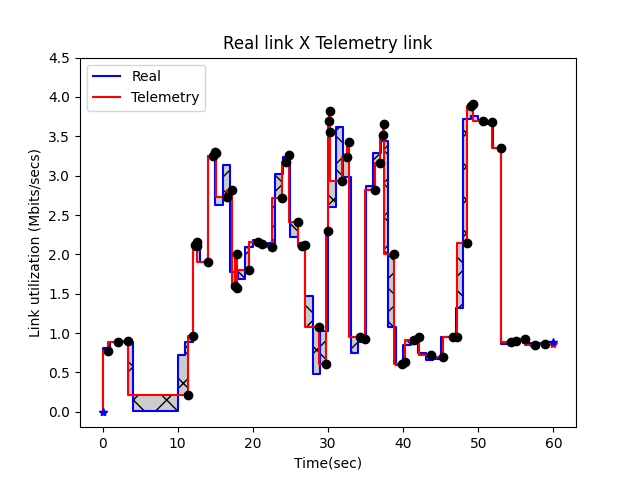 Real link X Telemetry link
Real
Telemetry
Link utilization (Mbits/secs)
4.5
4.0
3.5
3.0
2.5
2.0
1.5
1.0
0.5
0.0
0 10 20 30 40 50 60
Time(sec)